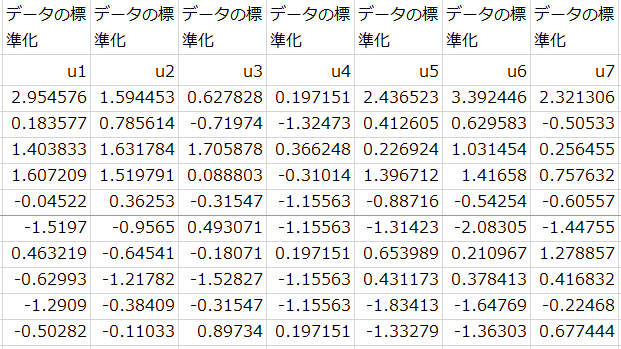 データの標 データの標 データの標 データの標 データの標 データの標 データの標
準化 準化 準化 準化 準化 準化 準化
u1 u2 u3 u4 u5 u6 u7
2.954576 1.594453 0.627828 0.197151 2.436523 3.392446 2.321306
0.183577 0.785614 -0.71974 -1.32473 0.412605 0.629583 -0.50533
1.403833 1.631784 1.705878 0.366248 0.226924 1.031454 0.256455
1.607209 1.519791 0.088803 -0.31014 1.396712 1.41658 0.757632
-0.04522 0.36253 -0.31547 -1.15563 -0.88716 -0.54254 -0.60557
-1.5197 -0.9565 0.493071 -1.15563 -1.31423 -2.08305 -1.44755
0.463219 -0.64541 -0.18071 0.197151 0.653989 0.210967 1.278857
-0.62993 -1.21782 -1.52827 -1.15563 0.431173 0.378413 0.416832
-1.2909 -0.38409 -0.31547 -1.15563 -1.83413 -1.64769 -0.22468
-0.50282 -0.11033 0.89734 0.197151 -1.33279 -1.36303 0.677444